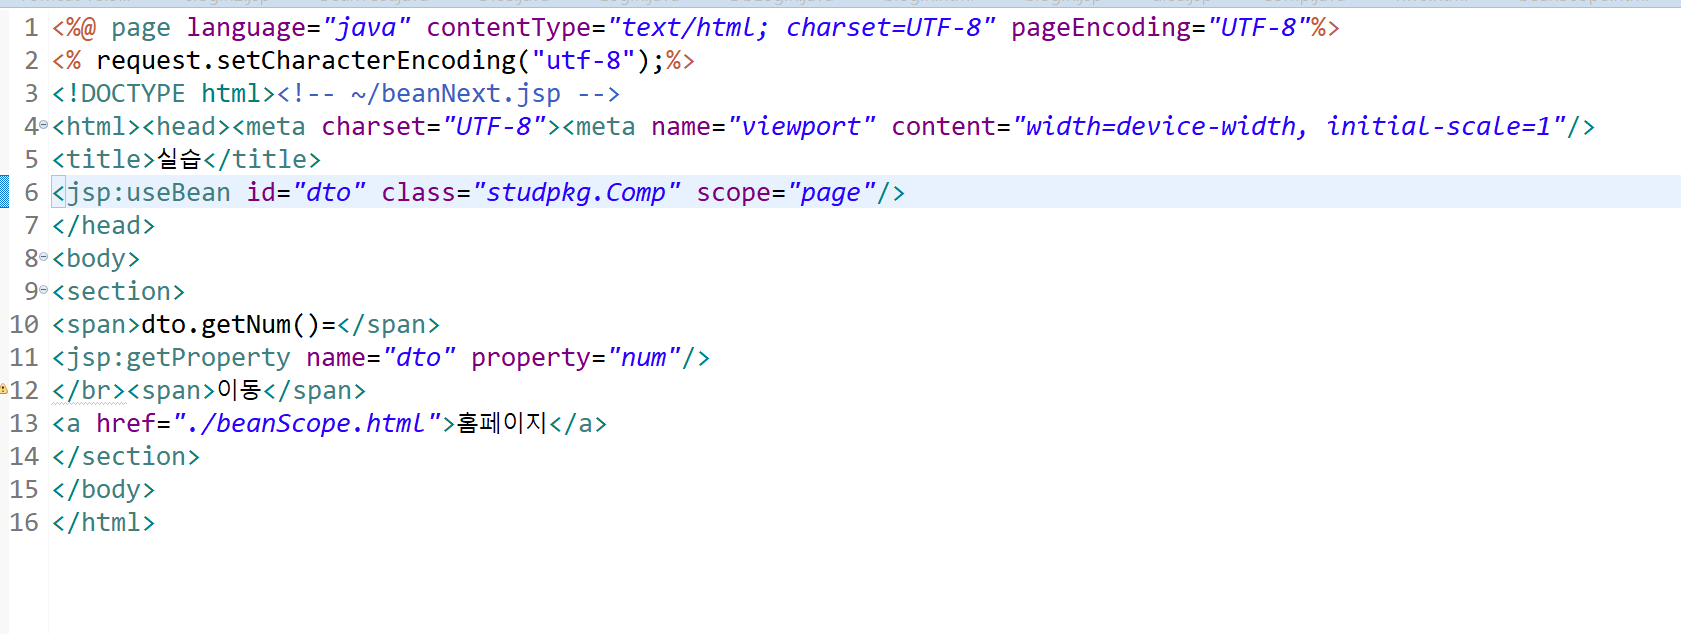 1 <%@ page language="java" contentType="text/html; charset=UTF-8" pageEncoding="UTF-8"%>
2 <% request.setCharacterEncoding("utf-8");%>
3 <!DOCTYPE html><!-- ~/beanNext.jsp -->
4 <html><head><meta charset="UTF-8"><meta name="viewport" content="width=device-width, initial-scale=1"/>
5 <title>실습</title>
6 <jsp:useBean id="dto" class="studpkg.Comp" scope="page"/>
7 </head>
8 <body>
9 <section>
10 <span>dto.getNum()=</span>
11 <jsp:getProperty name="dto" property="num"/>
12 </br><span>이동</span>
13 <a href="./beanScope.html">홈페이지</a>
14 </section>
15 </body>
16 </html>